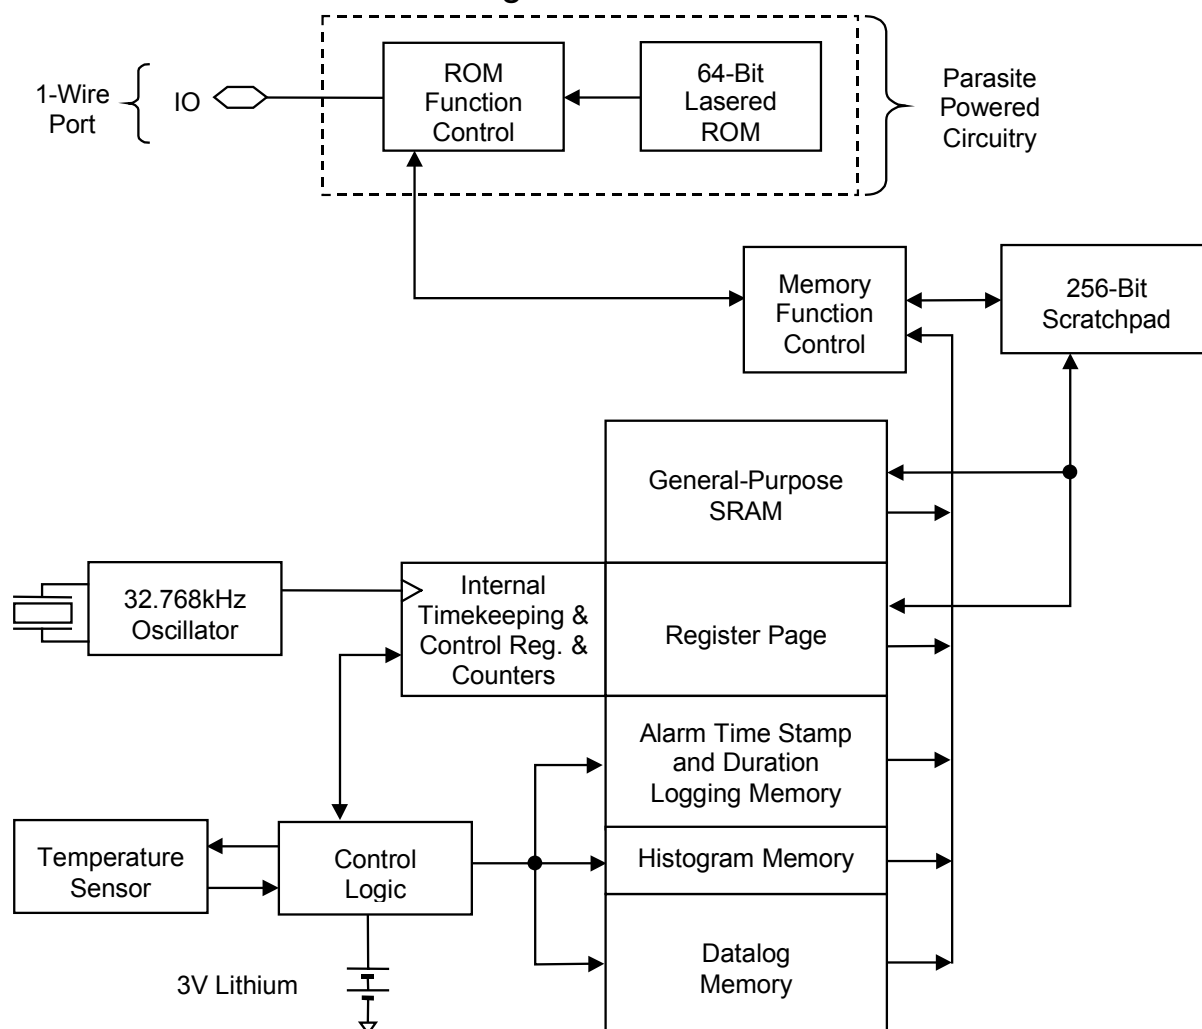 1-Wire
Port
IO
ROM
Function
Control
64-Bit
Lasered
ROM
Parasite
Powered
Circuitry
Memory
Function
Control
256-Bit
Scratchpad
General-Purpose
SRAM
32.768kHz
Oscillator
Internal
Timekeeping &
Control Reg. &
Counters
Register Page
Alarm Time Stamp
and Duration
Logging Memory
Temperature
Sensor
Control
Logic
Histogram Memory
Datalog
Memory
3V Lithium